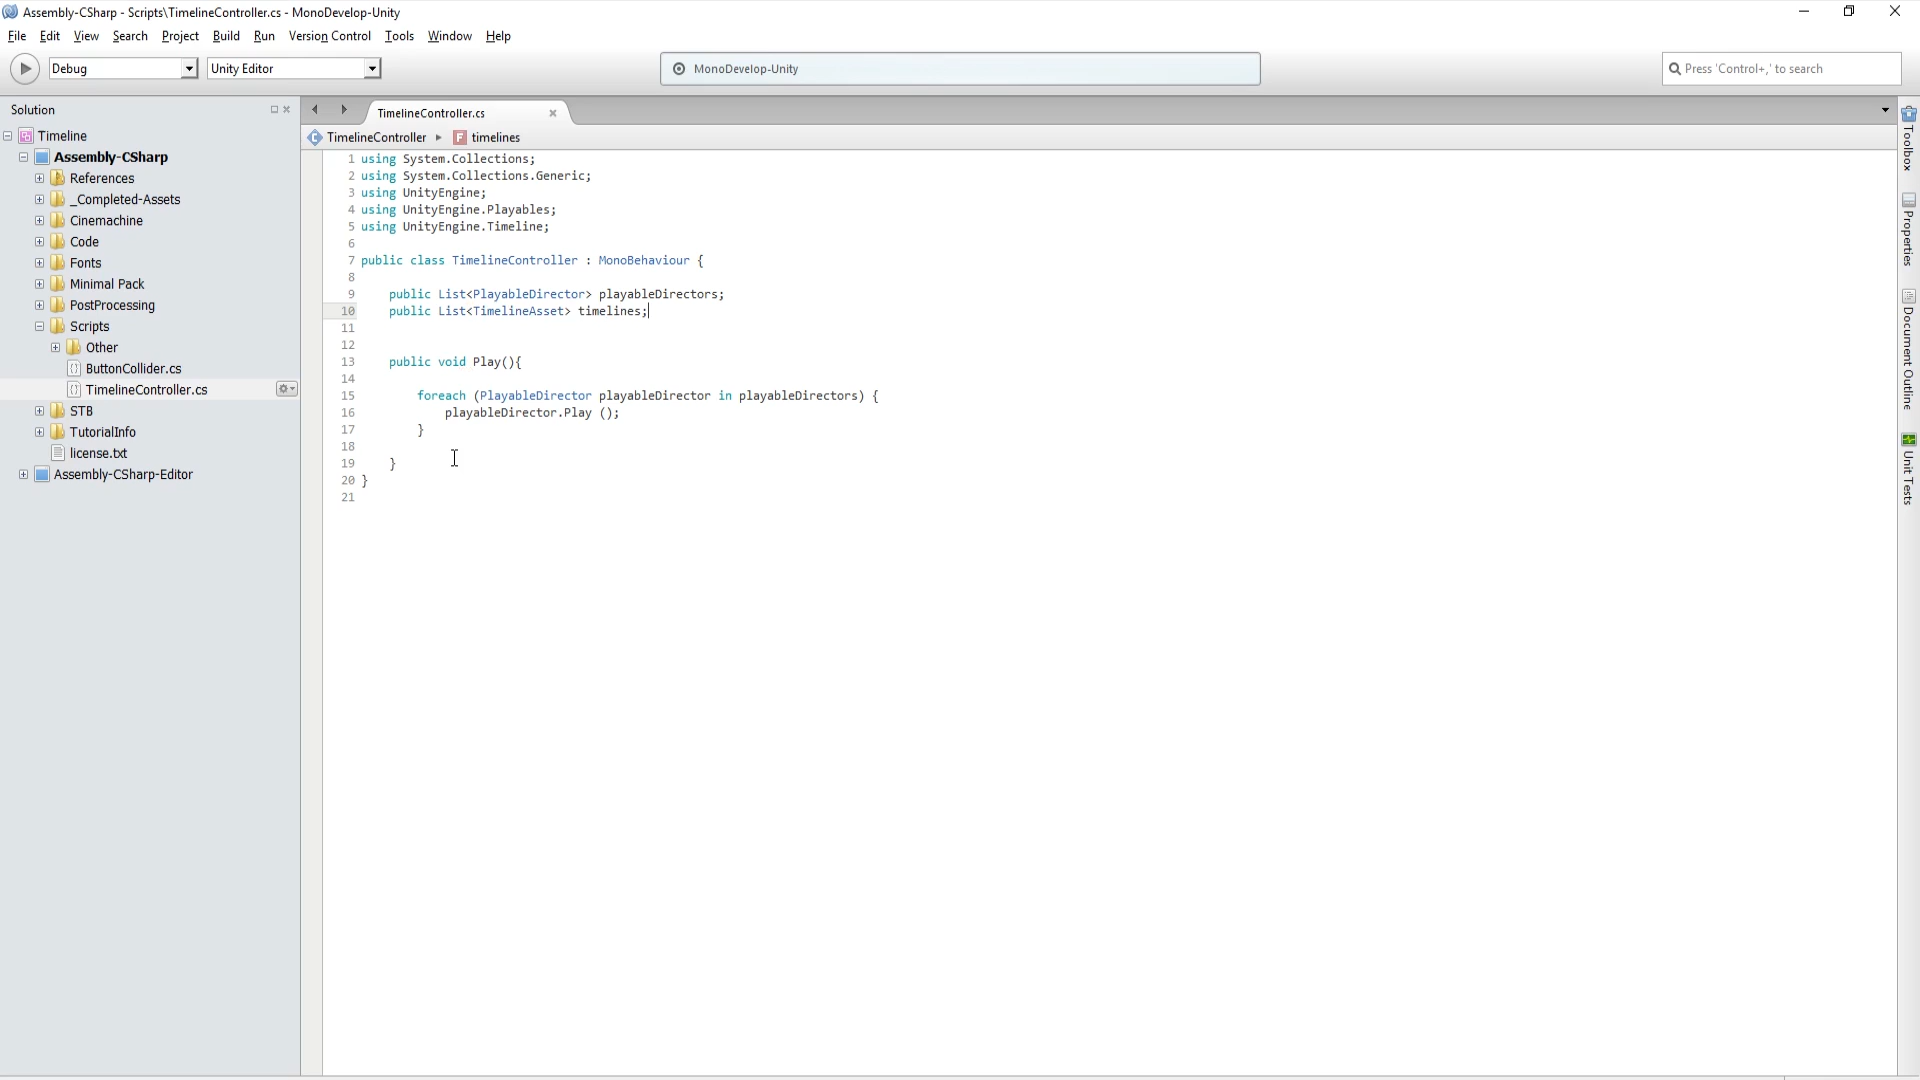 Assembly-CSharp - Scripts\TimelineController.cs - MonoDevelop-Unity
File Edit View Search Project Build Run Version Control Tools Window Help
Debug Unity Editor MonoDevelop-Unity Press 'Control+,' to search
Solution
Timeline
Assembly-CSharp
References
_Completed-Assets
Cinemachine
Code
Fonts
Minimal Pack
PostProcessing
Scripts
Other
ButtonCollider.cs
TimelineController.cs
STB
TutorialInfo
license.txt
Assembly-CSharp-Editor
TimelineController.cs
TimelineController timelines
1 using System.Collections;
2 using System.Collections.Generic;
3 using UnityEngine;
4 using UnityEngine.Playables;
5 using UnityEngine.Timeline;
6
7 public class TimelineController : MonoBehaviour {
8
9 public List<PlayableDirector> playableDirectors;
10 public List<TimelineAsset> timelines;
11
12
13 public void Play(){
14
15 foreach (PlayableDirector playableDirector in playableDirectors) {
16 playableDirector.Play ();
17 }
18
19 }
20 }
21
Toolbox
Properties
Document Outline
Unit Tests